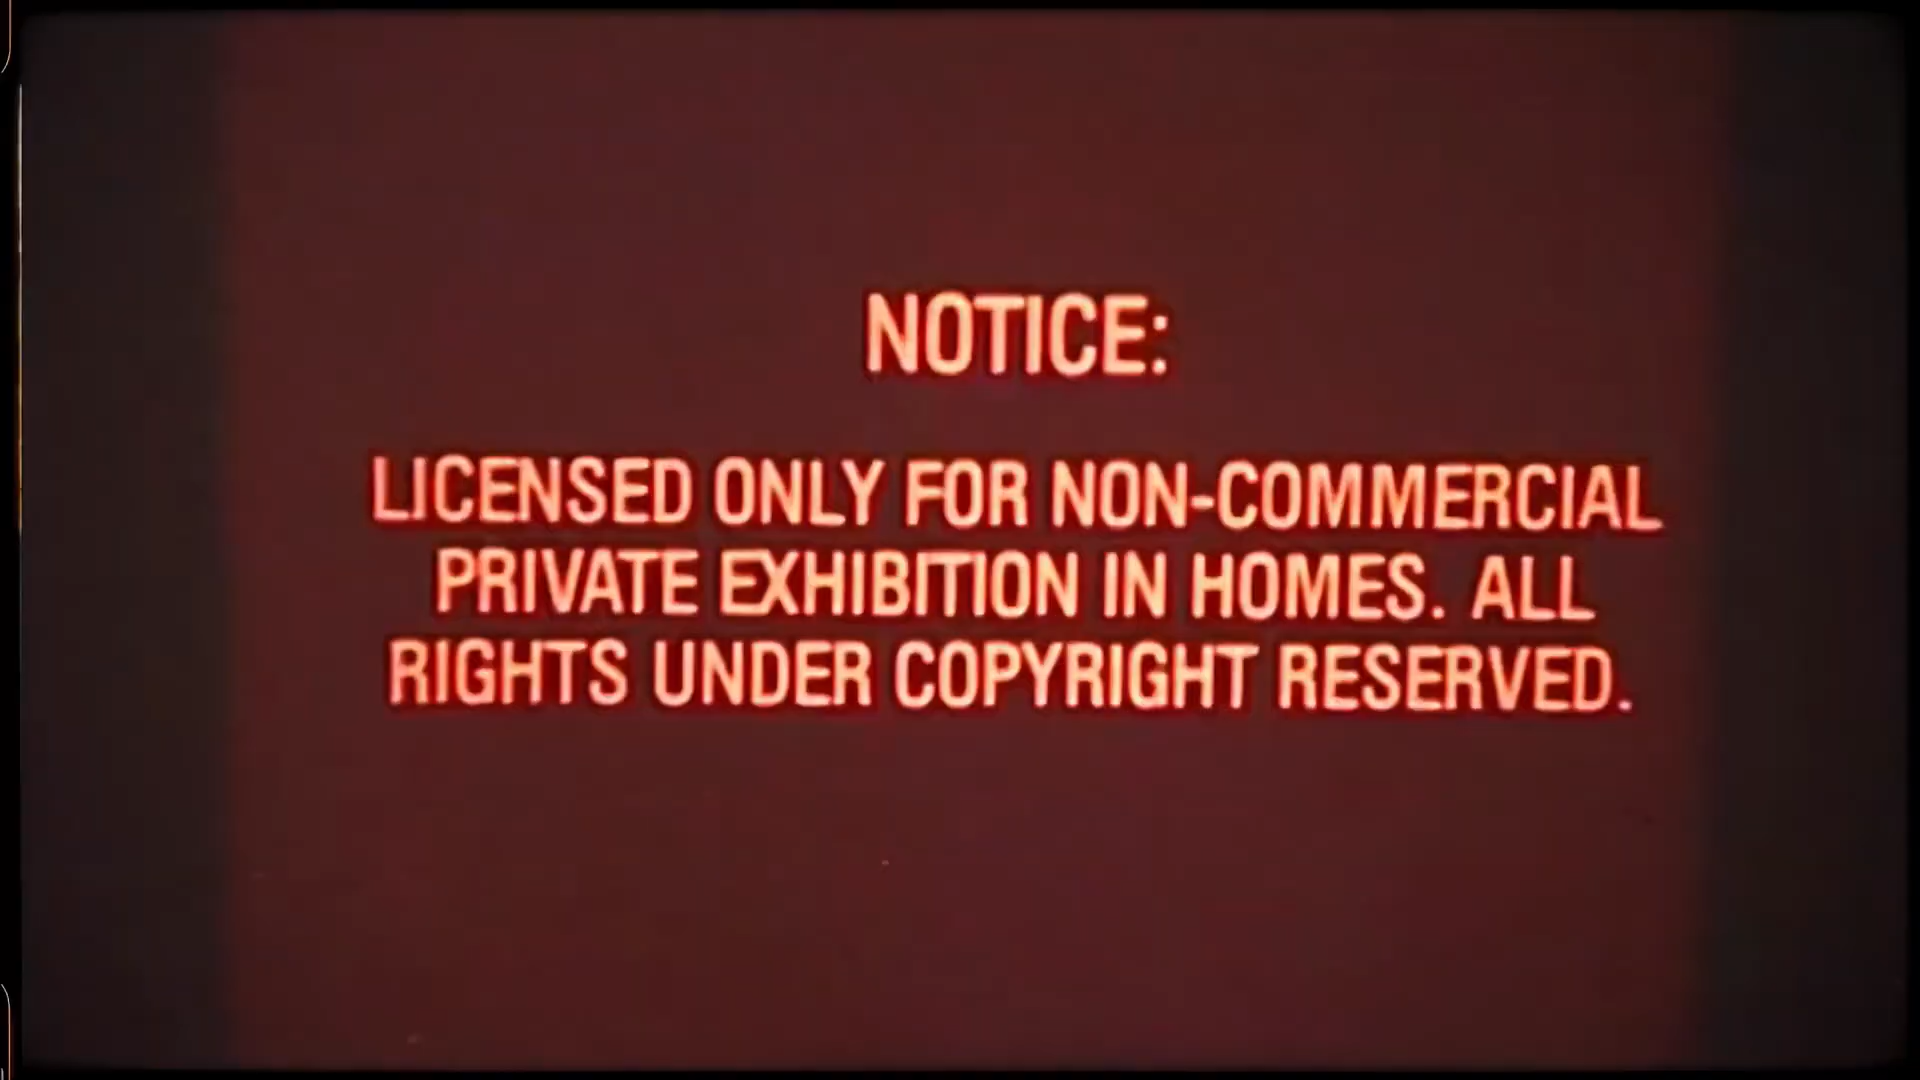 NOTICE:
LICENSED ONLY FOR NON-COMMERCIAL
PRIVATE EXHIBITION IN HOMES. ALL
RIGHTS UNDER COPYRIGHT RESERVED.